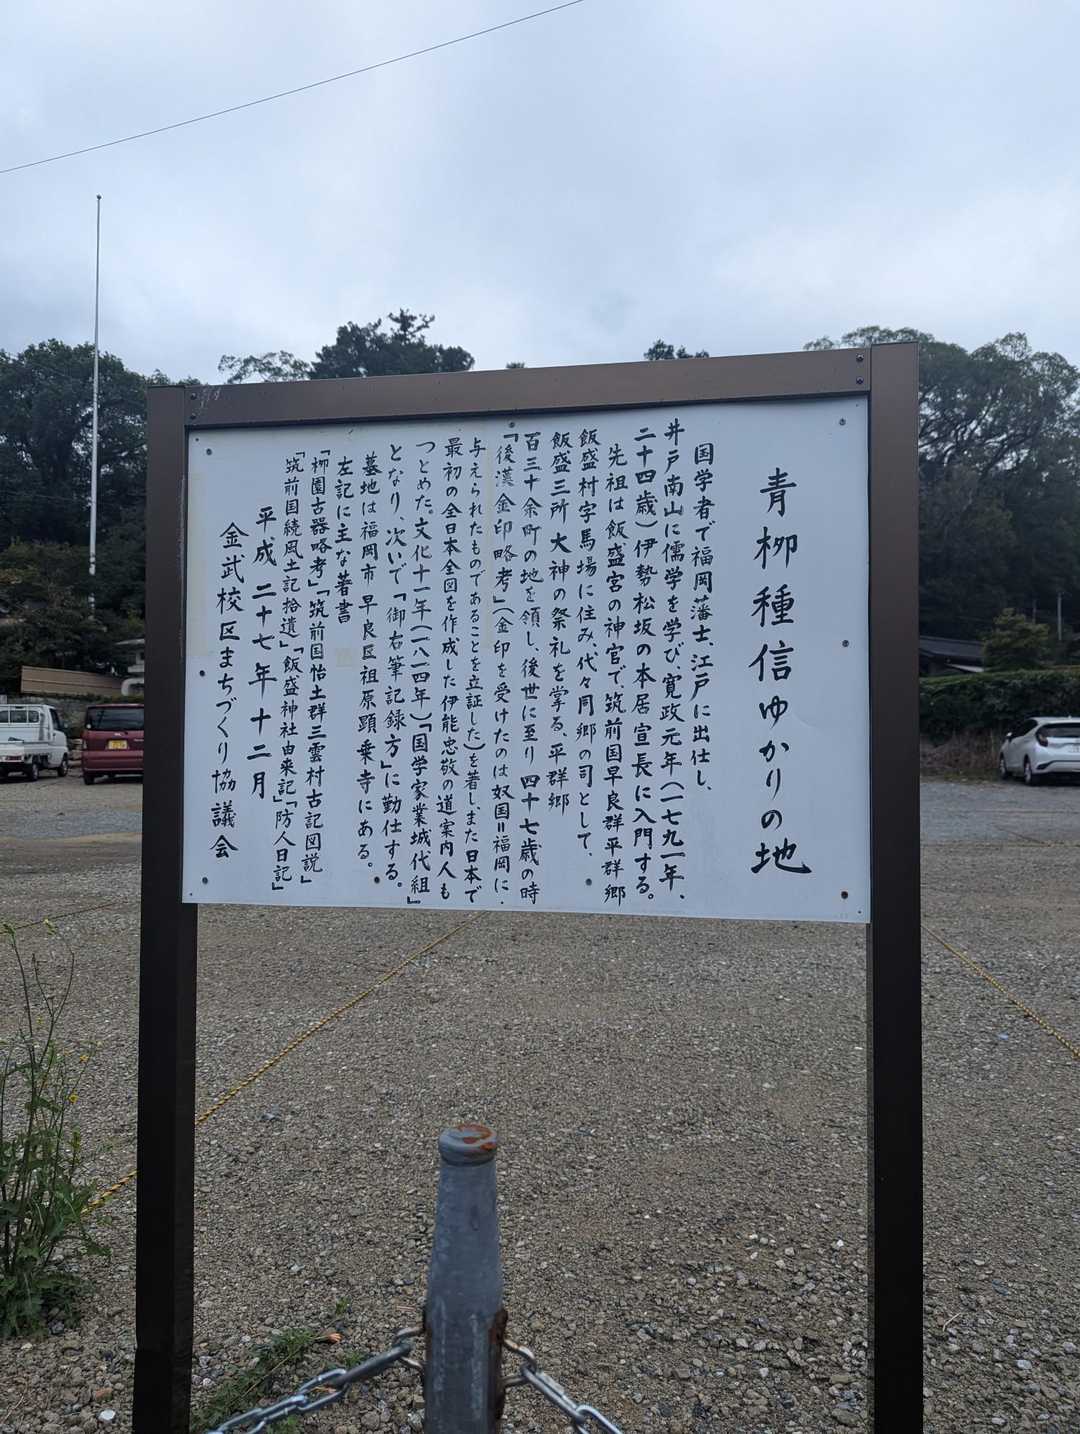 青柳種信ゆかりの地
国学者で福岡藩士、江戸に出仕し、
井戸南山に儒学を学び、寛政元年（一七九一年、
二十四歳）伊勢松坂の本居宣長に入門する。
先祖は飯盛宮の神官で筑前国早良群平群郷
飯盛村字馬場に住み、代々同郷の司として、
飯盛三所大神の祭礼を掌る、平群郷
百三十余町の地を領し、後世に至り四十七歳の時
「後漢金印略考」（金印を受けたのは奴国＝福岡に
与えられたものであることを立証した）を著し、また日本で
最初の全日本全図を作成した伊能忠敬の道案内人も
つとめた。文化十一年（一八一四年）「国学家業城代組」
となり、次いで「御右筆記録方」に勤仕する。
墓地は福岡市早良区祖原顕乗寺にある。
左記に主な著書
「柳園古器略考」「筑前国怡土群三雲村古記図説」
「筑前国続風土記拾遺」「飯盛神社由来記」「防人日記」
平成二十七年十二月
金武校区まちづくり協議会